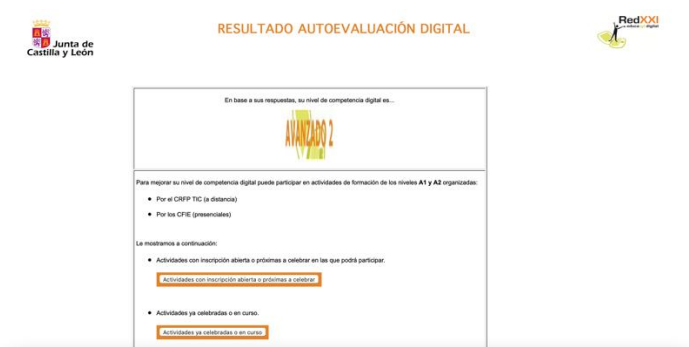 RESULTADO AUTOEVALUACIÓN DIGITAL
Junta de
Castilla y León
RedXXI
En base a sus respuestas, su nivel de competencia digital es...
AVANZADO 2
Para mejorar su nivel de competencia digital puede participar en actividades de formación de los niveles A1 y A2 organizadas:
Por el CRFP TIC (a distancia)
Por los CFIE (presenciales)
Le mostramos a continuación:
Actividades con inscripción abierta o próximas a celebrar en las que podrá participar.
Actividades con inscripción abierta o próximas a celebrar
Actividades ya celebradas o en curso.
Actividades ya celebradas o en curso